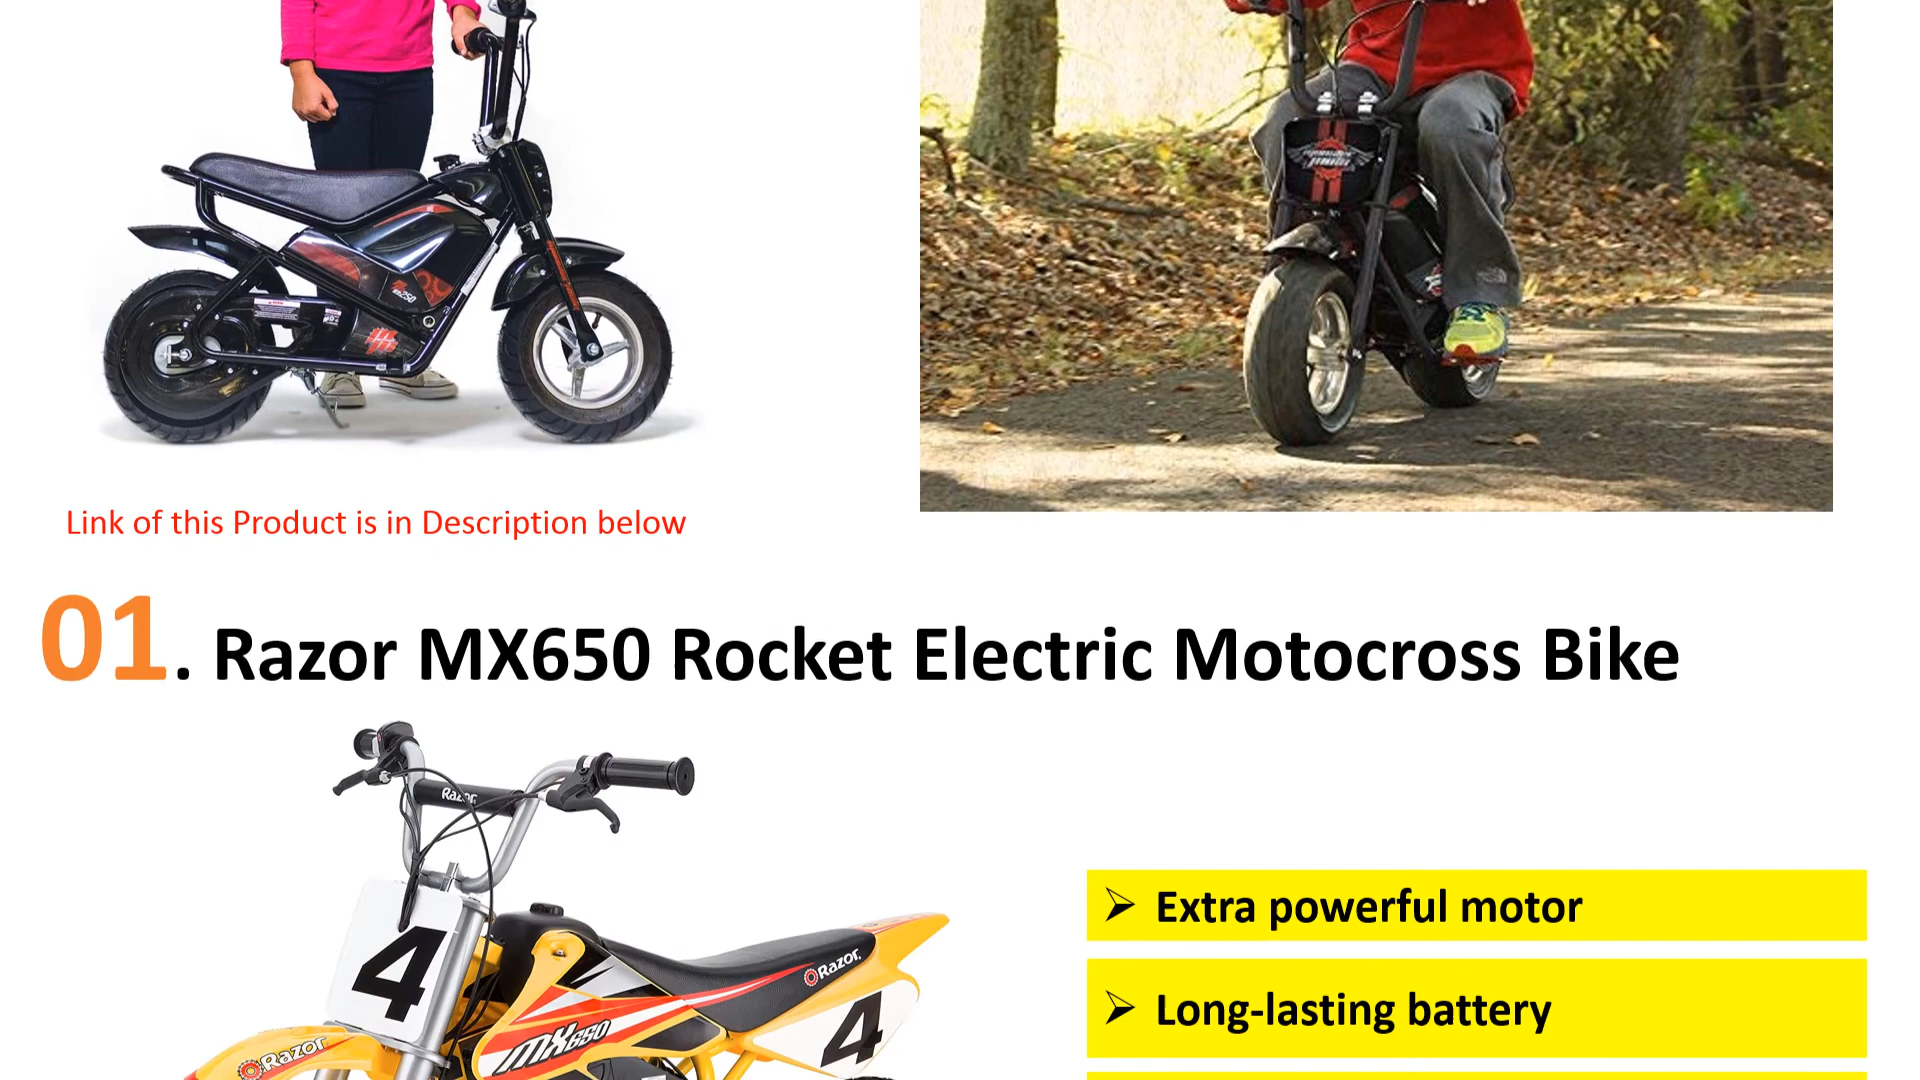 250
Link of this Product is in Description below
01. Razor MX650 Rocket Electric Motocross Bike
Razor
4
➢ Extra powerful motor
Razor
➢ Long-lasting battery
MX650
4
Razor